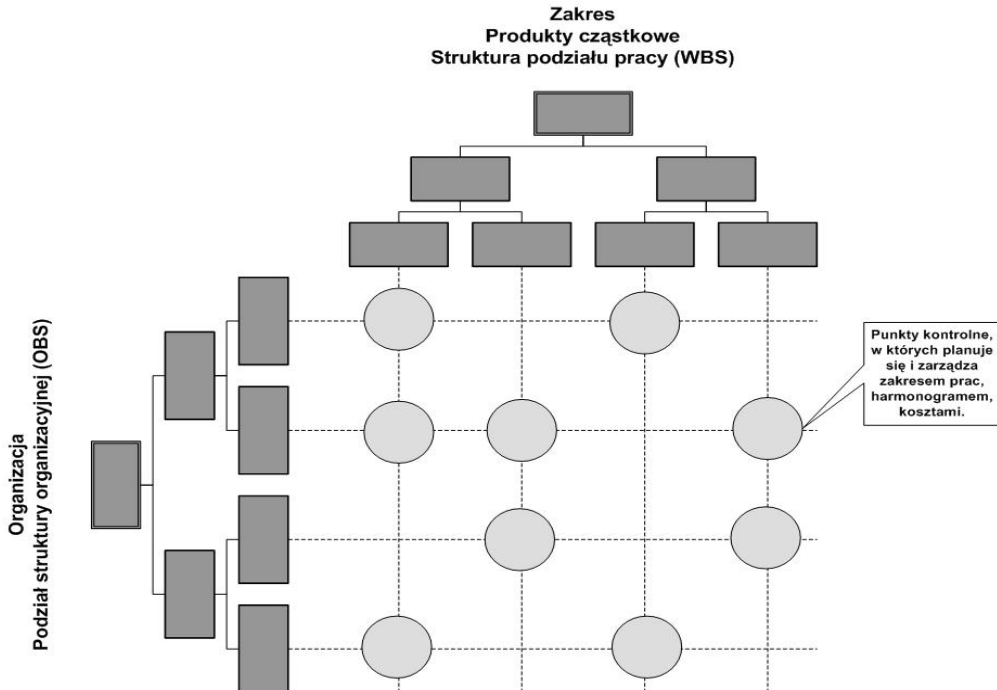 Zakres
Produkty cząstkowe
Struktura podziału pracy (WBS)
Organizacja
Podział struktury organizacyjnej (OBS)
Punkty kontrolne,
w których planuje
się i zarządza
zakresem prac,
harmonogramem,
kosztami.